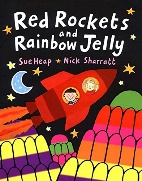 Red Rockets
and
Rainbow Jelly
Sue Heap ★ Nick Sharratt